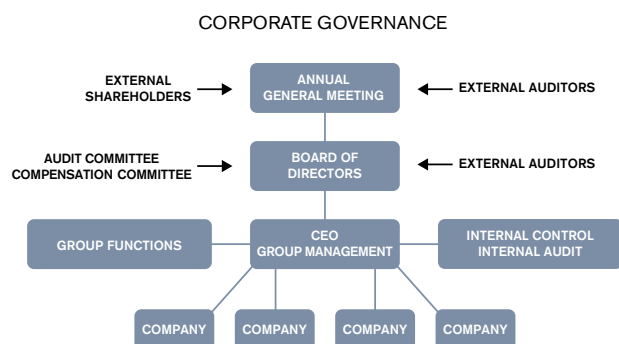 CORPORATE GOVERNANCE
EXTERNAL
SHAREHOLDERS
ANNUAL
GENERAL MEETING
EXTERNAL AUDITORS
AUDIT COMMITTEE
COMPENSATION COMMITTEE
BOARD OF
DIRECTORS
EXTERNAL AUDITORS
GROUP FUNCTIONS
CEO
GROUP MANAGEMENT
INTERNAL CONTROL
INTERNAL AUDIT
COMPANY
COMPANY
COMPANY
COMPANY